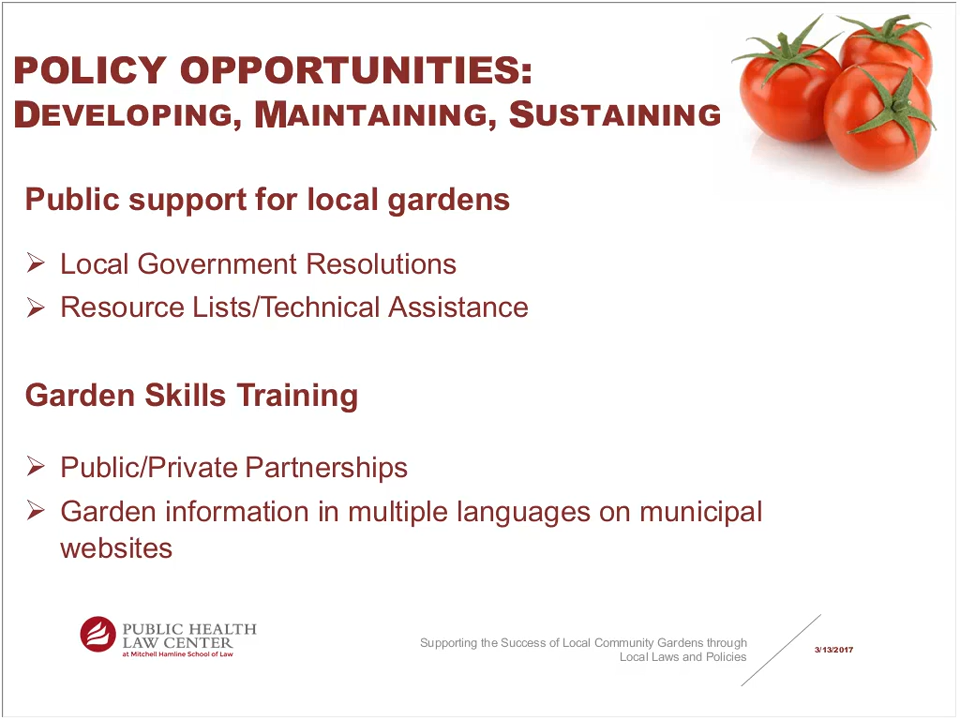 POLICY OPPORTUNITIES:
DEVELOPING, MAINTAINING, SUSTAINING
Public support for local gardens
➢ Local Government Resolutions
➢ Resource Lists/Technical Assistance
Garden Skills Training
➢ Public/Private Partnerships
➢ Garden information in multiple languages on municipal
websites
PUBLIC HEALTH
LAW CENTER
at Mitchell Hamline School of Law
Supporting the Success of Local Community Gardens through
Local Laws and Policies
3/13/2017